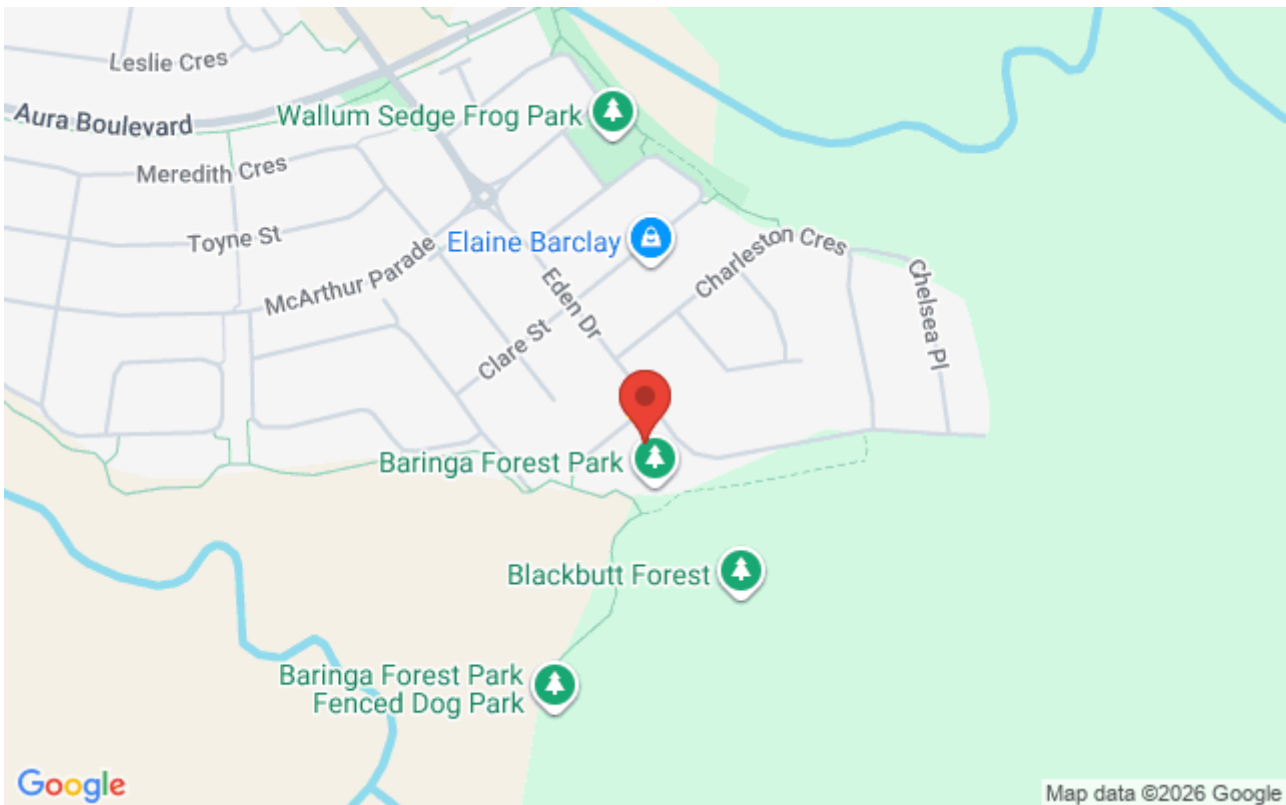 Leslie Cres
Aura Boulevard
Wallum Sedge Frog Park
Meredith Cres
Toyne St
Elaine Barclay
Charleston Cres
McArthur Parade
Eden Dr
Chelsea Pl
Clare St
Baringa Forest Park
Blackbutt Forest
Baringa Forest Park
Fenced Dog Park
Google
Map data ©2026 Google